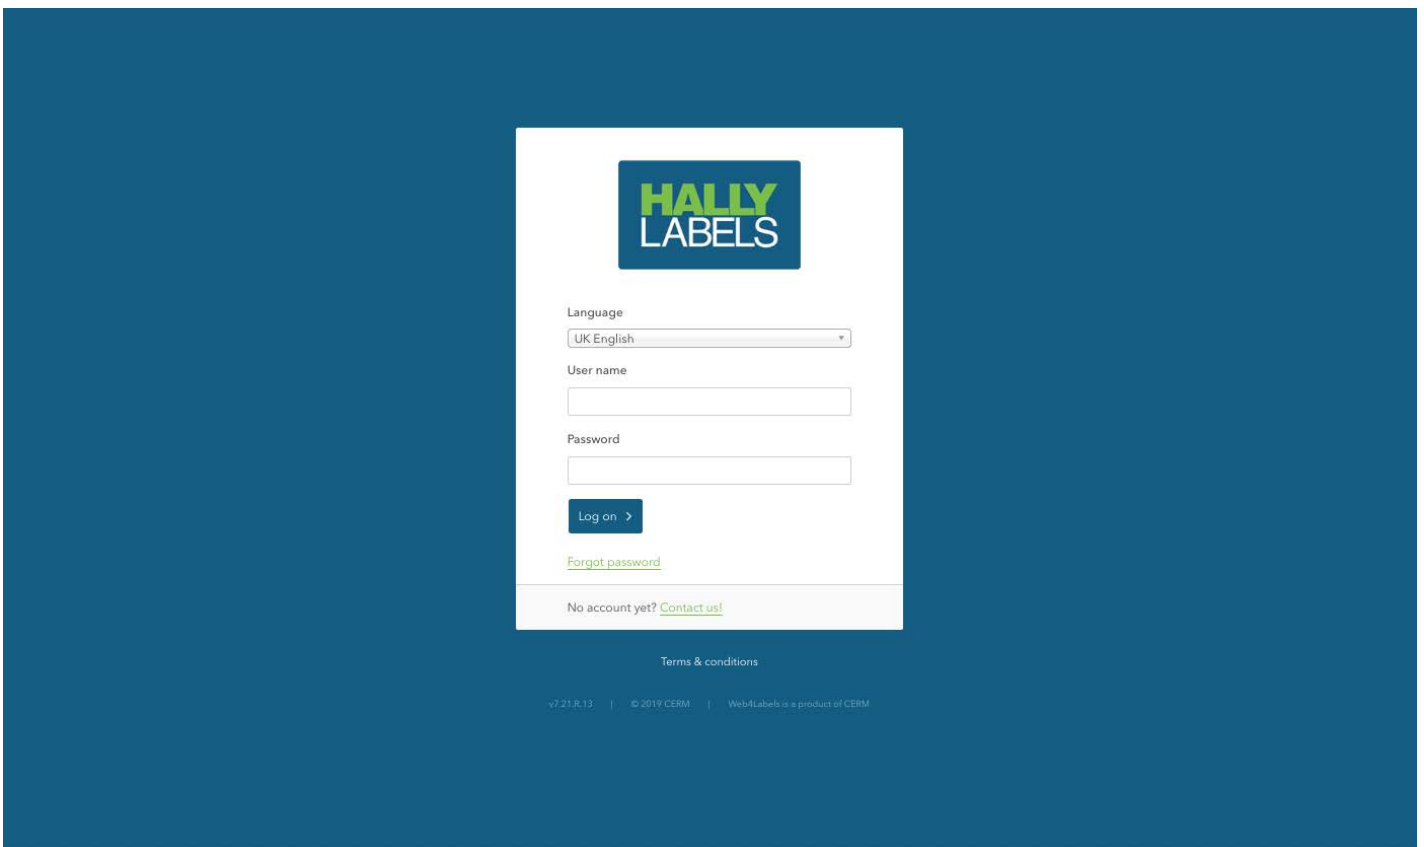 HALLY
LABELS
Language
UK English
User name
Password
Log on
Forgot password
No account yet? Contact us!
Terms & conditions
v7.21.R.13 | © 2019 CERM | Web4Labels is a product of CERM